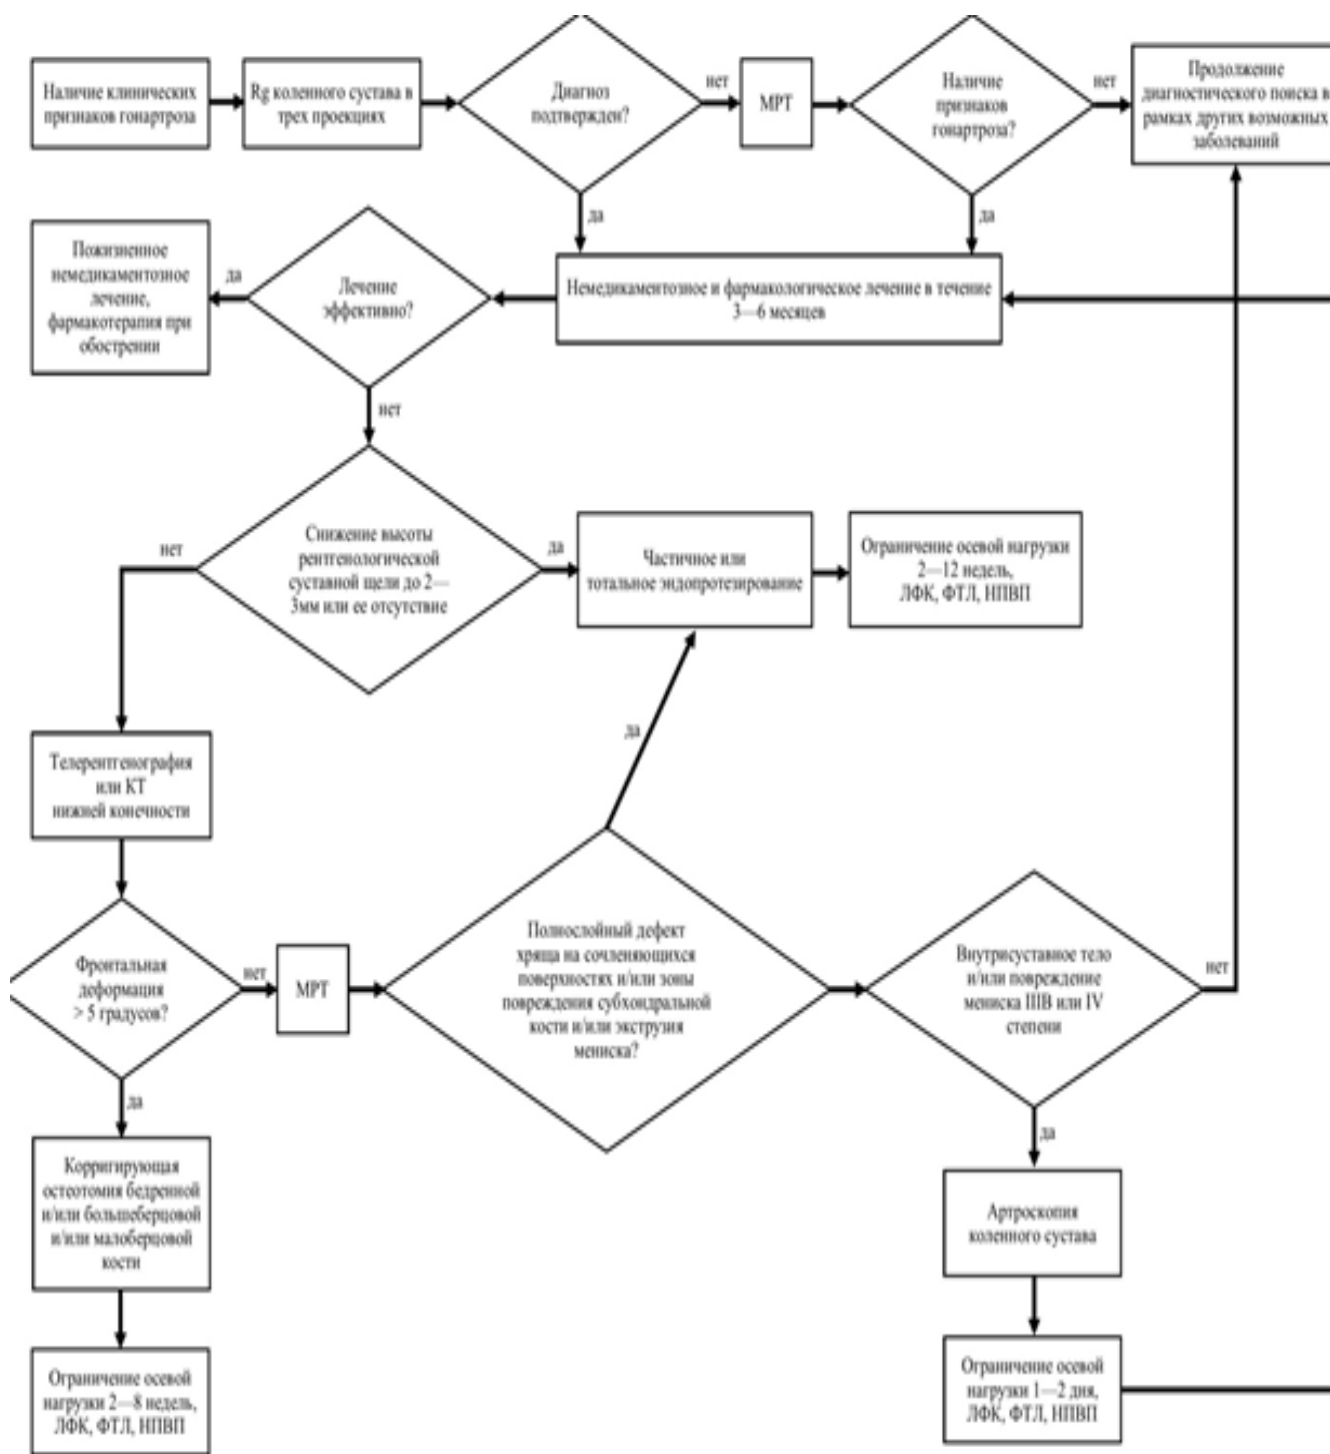 Наличие клинических
признаков гонартроза
Rg коленного сустава в
трех проекциях
Диагноз
подтвержден?
нет
МРТ
Наличие
признаков
гонартроза?
нет
Продолжение
диагностического поиска в
рамках других возможных
заболеваний
да
да
Пожизненное
немедикаментозное
лечение,
фармакотерапия при
обострении
да
Лечение
эффективно?
Немедикаментозное и фармакологическое лечение в течение
3—6 месяцев
нет
нет
Снижение высоты
рентгенологической
суставной щели до 2—
3мм или ее отсутствие
да
Частичное или
тотальное эндопротезирование
Ограничение осевой нагрузки
2—12 недель,
ЛФК, ФТЛ, НПВП
да
Телерентгенография
или КТ
нижней конечности
Фронтальная
деформация
> 5 градусов?
нет
МРТ
Полнослойный дефект
хряща на сочленяющихся
поверхностях и/или зоны
повреждения субхондральной
кости и/или экструзия
мениска?
Внутрисуставное тело
и/или повреждение
мениска IIIB или IV
степени
нет
да
да
Корригирующая
остеотомия бедренной
и/или большеберцовой
и/или малоберцовой
кости
Артроскопия
коленного сустава
Ограничение осевой
нагрузки 2—8 недель,
ЛФК, ФТЛ, НПВП
Ограничение осевой
нагрузки 1—2 дня,
ЛФК, ФТЛ, НПВП